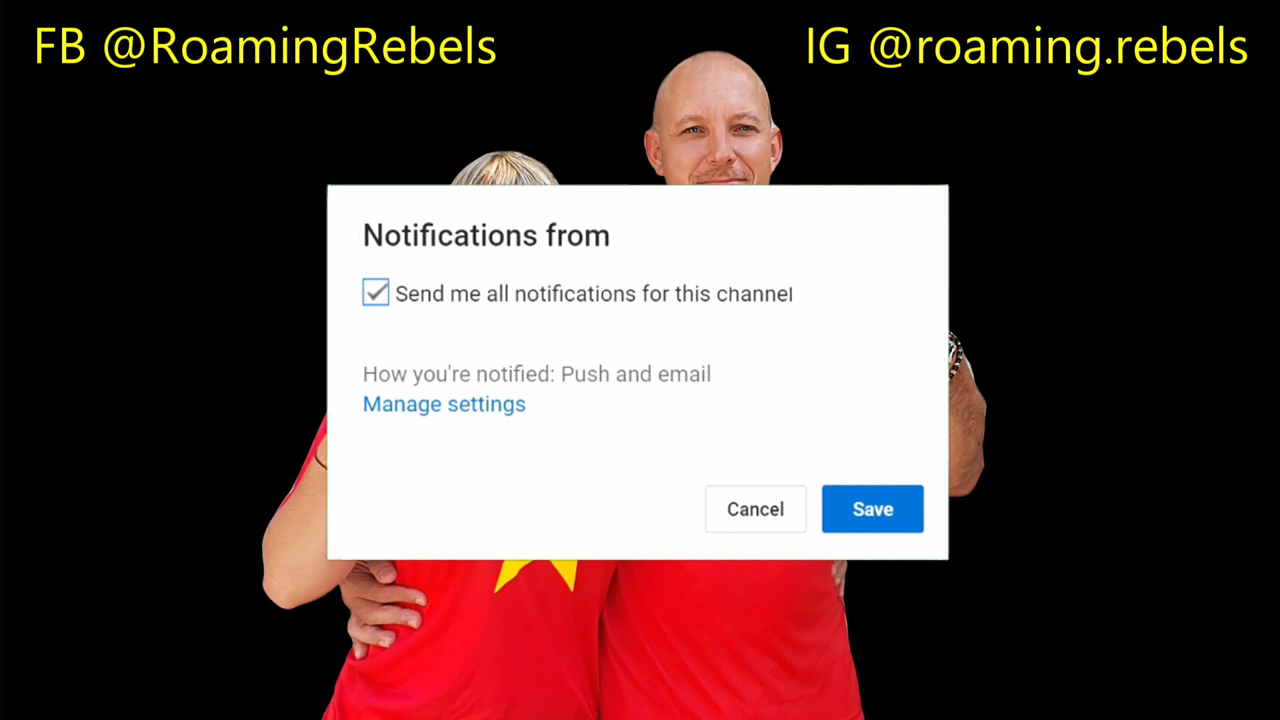 FB @RoamingRebels
IG @roaming.rebels
Notifications from
Send me all notifications for this channel
How you're notified: Push and email
Manage settings
Cancel
Save